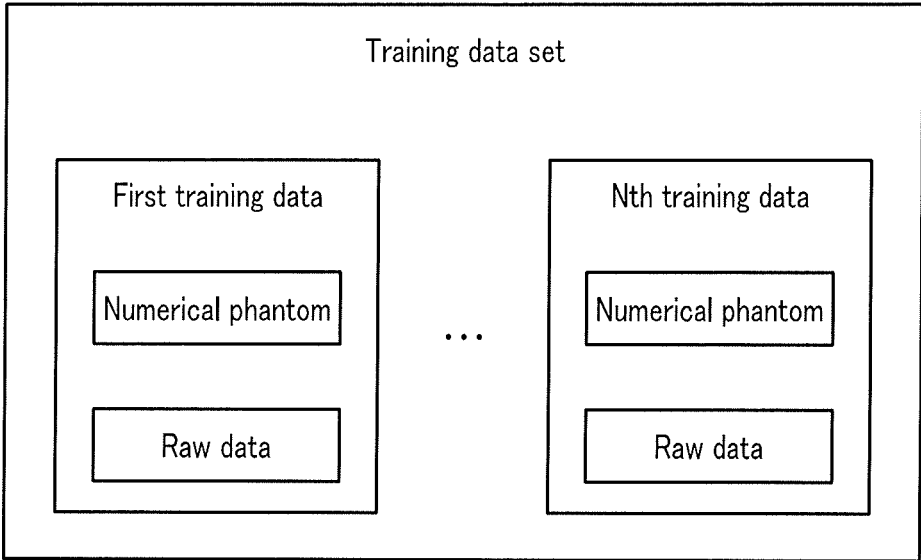 Training data set
First training data
Numerical phantom
Raw data
...
Nth training data
Numerical phantom
Raw data